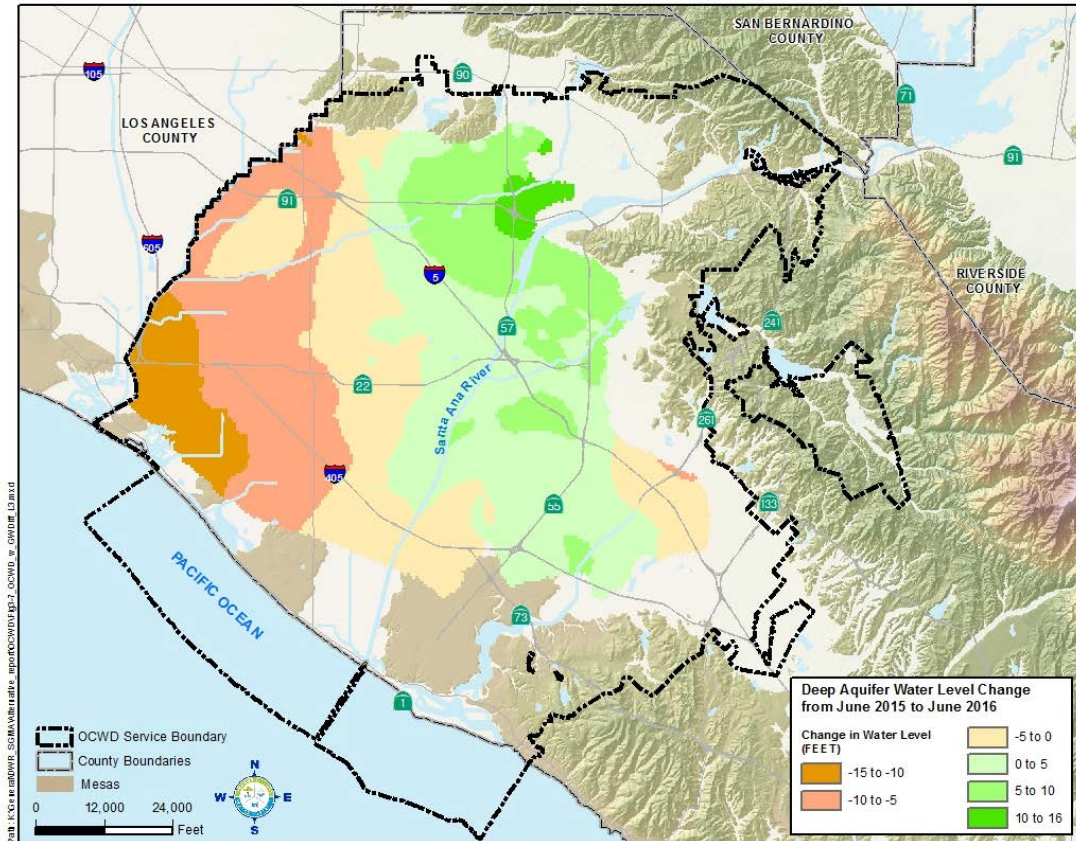 SAN BERNARDINO
COUNTY
105
90
71
LOS ANGELES
COUNTY
91
91
605
5
RIVERSIDE
COUNTY
57
241
22
Santa Ana River
261
405
55
133
PACIFIC OCEAN
73
1
OCWD Service Boundary
County Boundaries
Mesas
0 12,000 24,000
Feet
N
W E
S
Deep Aquifer Water Level Change
from June 2015 to June 2016
Change in Water Level
(FEET)
-15 to -10
-10 to -5
-5 to 0
0 to 5
5 to 10
10 to 16